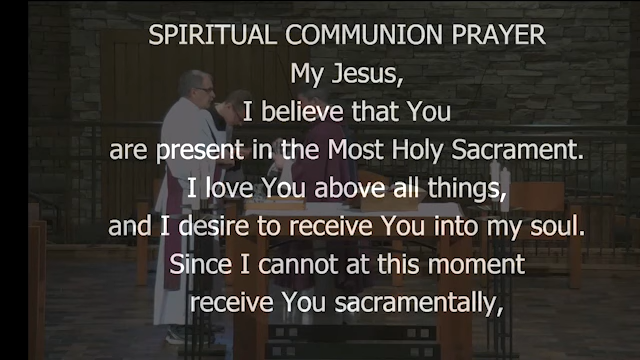 SPIRITUAL COMMUNION PRAYER
My Jesus,
I believe that You
are present in the Most Holy Sacrament.
I love You above all things,
and I desire to receive You into my soul.
Since I cannot at this moment
receive You sacramentally,